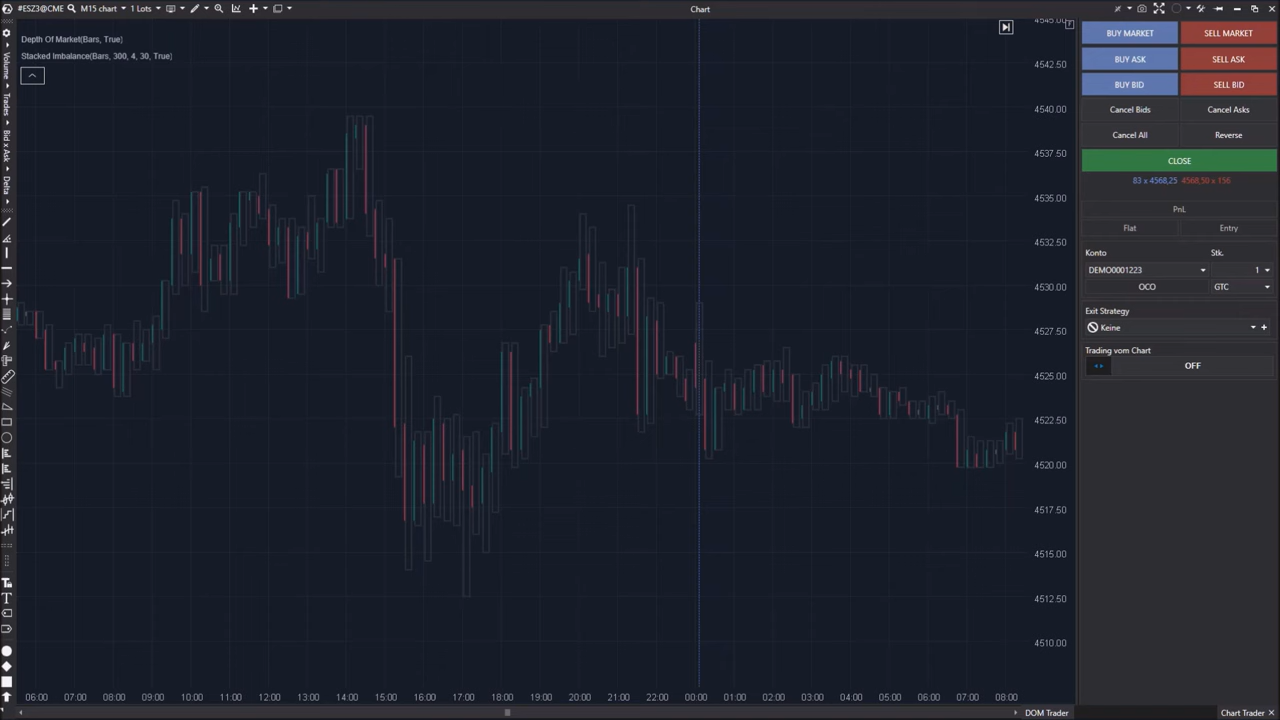 #ESZ3@CME M15 chart 1 Lots Chart
Depth Of Market(Bars, True)
Stacked Imbalance(Bars, 300, 4, 30, True)
Volume
Trades
Bid x Ask
Delta
4545.00
4542.50
4540.00
4537.50
4535.00
4532.50
4530.00
4527.50
4525.00
4522.50
4520.00
4517.50
4515.00
4512.50
4510.00
06:00 07:00 08:00 09:00 10:00 11:00 12:00 13:00 14:00 15:00 16:00 17:00 18:00 19:00 20:00 21:00 22:00 00:00 01:00 02:00 03:00 04:00 05:00 06:00 07:00 08:00
F
BUY MARKET SELL MARKET
BUY ASK SELL ASK
BUY BID SELL BID
Cancel Bids Cancel Asks
Cancel All Reverse
CLOSE
83 x 4568,25 4568,50 x 156
PnL
Flat Entry
Konto Stk.
DEMO0001223 1
OCO GTC
Exit Strategy
Keine
Trading vom Chart
OFF
DOM Trader Chart Trader